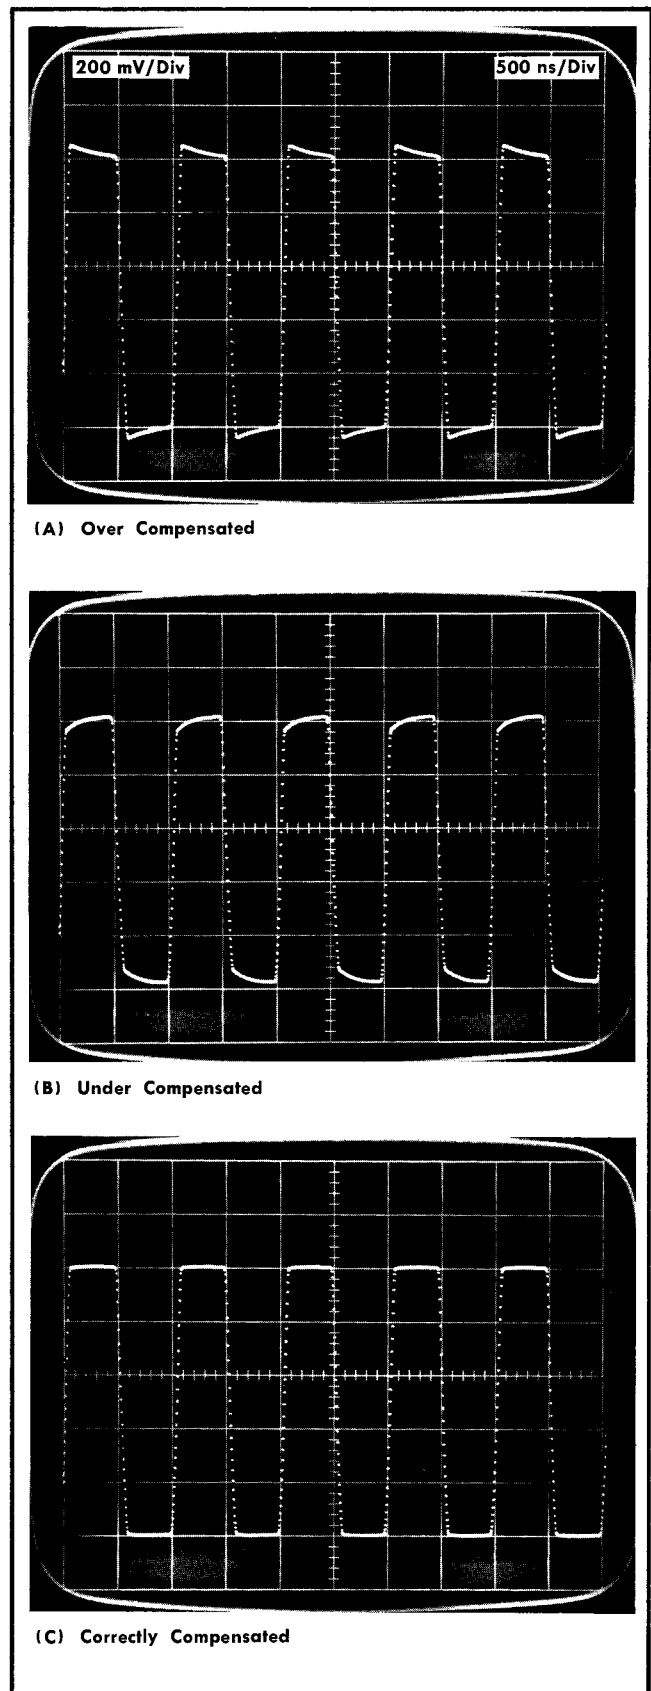 200 mV/Div 500 ns/Div
(A) Over Compensated
(B) Under Compensated
(C) Correctly Compensated